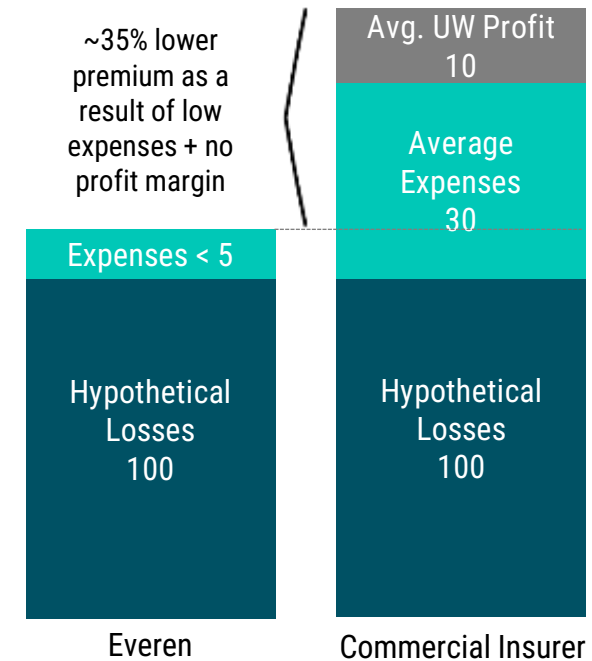 ~35% lower
premium as a
result of low
expenses + no
profit margin
Avg. UW Profit
10
Average
Expenses
30
Expenses < 5
Hypothetical
Losses
100
Hypothetical
Losses
100
Everen
Commercial Insurer